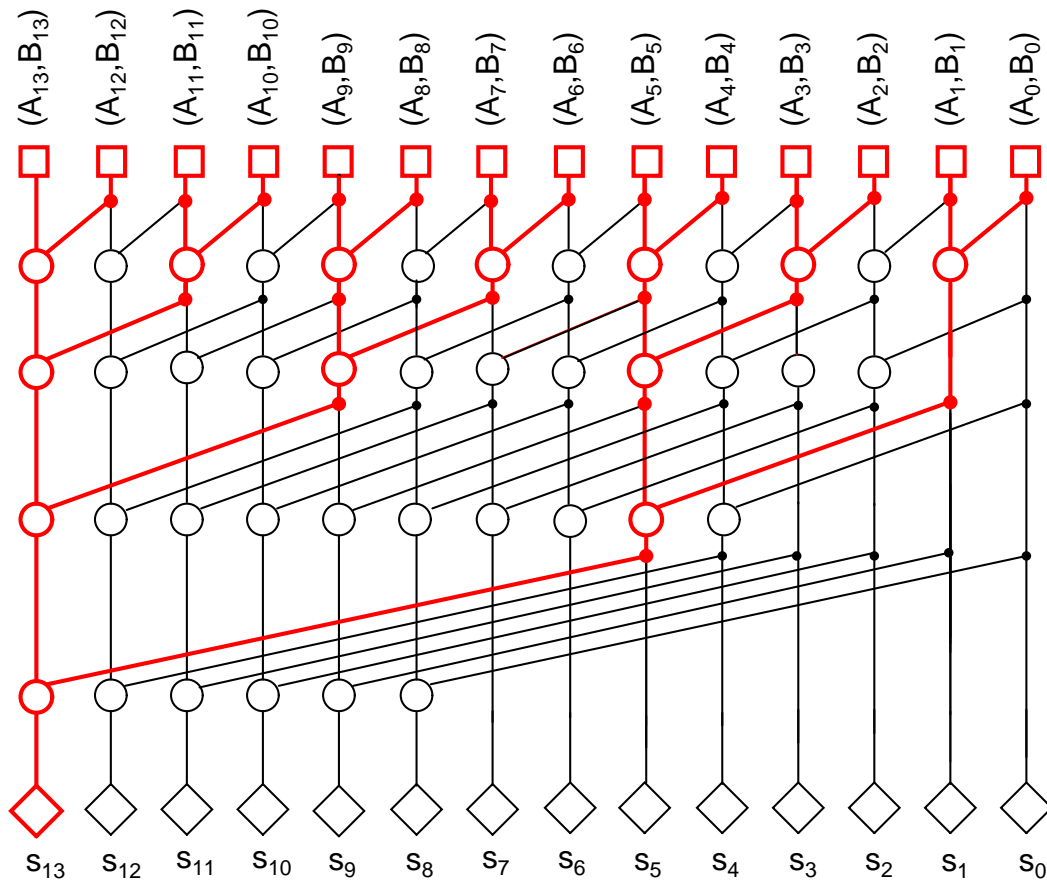 (A₁₃,B₁₃) (A₁₂,B₁₂) (A₁₁,B₁₁) (A₁₀,B₁₀) (A₉,B₉) (A₈,B₈) (A₇,B₇) (A₆,B₆) (A₅,B₅) (A₄,B₄) (A₃,B₃) (A₂,B₂) (A₁,B₁) (A₀,B₀)
s₁₃ s₁₂ s₁₁ s₁₀ s₉ s₈ s₇ s₆ s₅ s₄ s₃ s₂ s₁ s₀